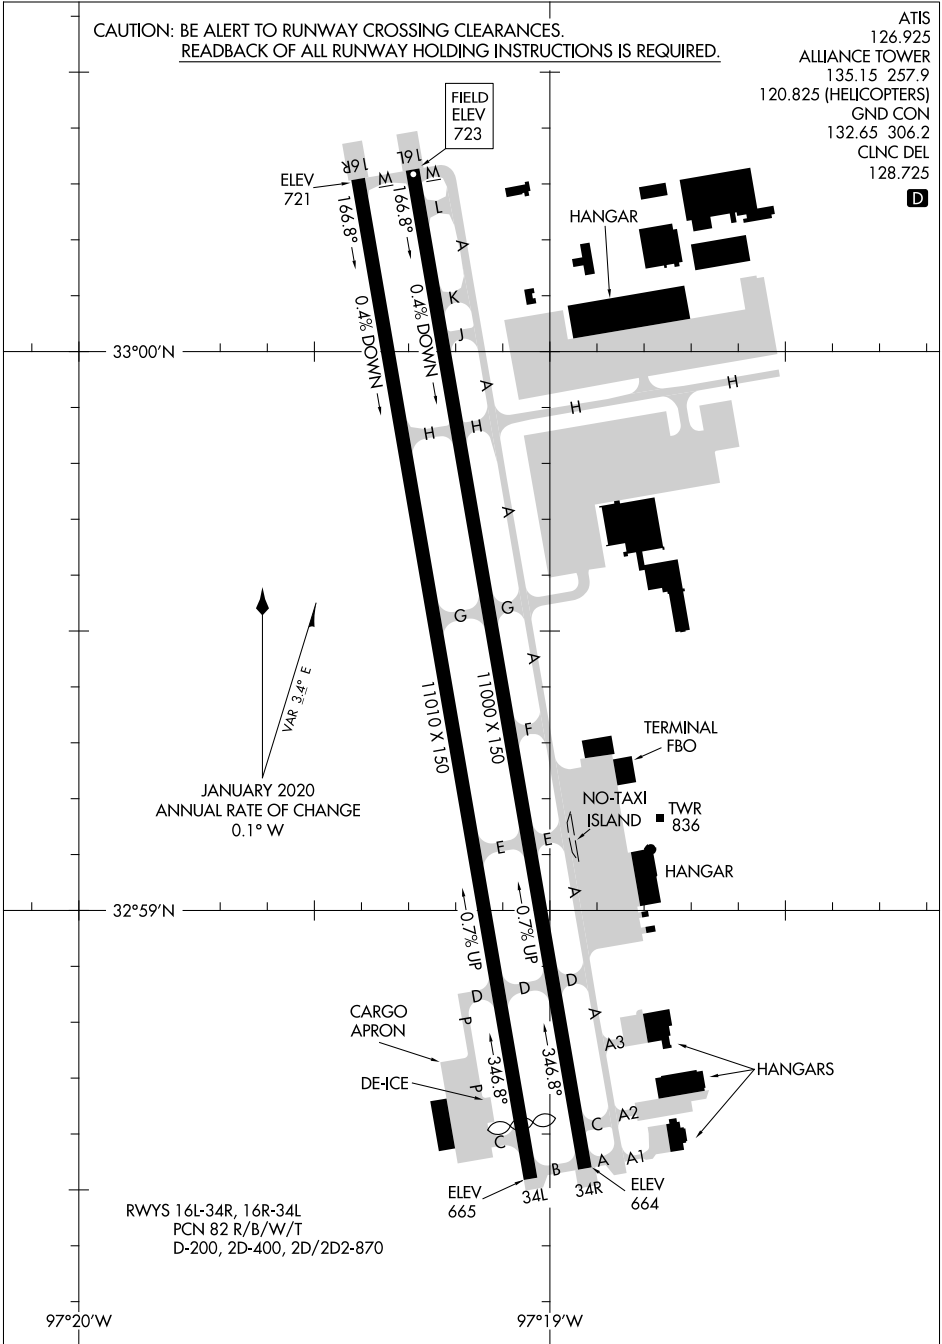 CAUTION: BE ALERT TO RUNWAY CROSSING CLEARANCES.
READBACK OF ALL RUNWAY HOLDING INSTRUCTIONS IS REQUIRED.
ATIS
126.925
ALLIANCE TOWER
135.15 257.9
120.825 (HELICOPTERS)
GND CON
132.65 306.2
CLNC DEL
128.725
D
FIELD
ELEV
723
16R
16L
ELEV
721
W
W
166.8°
166.8°
L
A
HANGAR
K
J
0.4% DOWN
0.4% DOWN
33°00'N
A
H
H
H
H
A
G
G
A
VAR 3.4° E
11010 X 150
11000 X 150
F
TERMINAL
FBO
JANUARY 2020
ANNUAL RATE OF CHANGE
0.1° W
NO-TAXI
ISLAND
TWR
836
E
E
HANGAR
A
32°59'N
0.7% UP
0.7% UP
D
D
D
CARGO
APRON
P
A
A3
346.8°
346.8°
HANGARS
DE-ICE
P
C
C
A2
B
A
A1
ELEV
665
34L
34R
ELEV
664
RWYS 16L-34R, 16R-34L
PCN 82 R/B/W/T
D-200, 2D-400, 2D/2D2-870
97°20'W
97°19'W